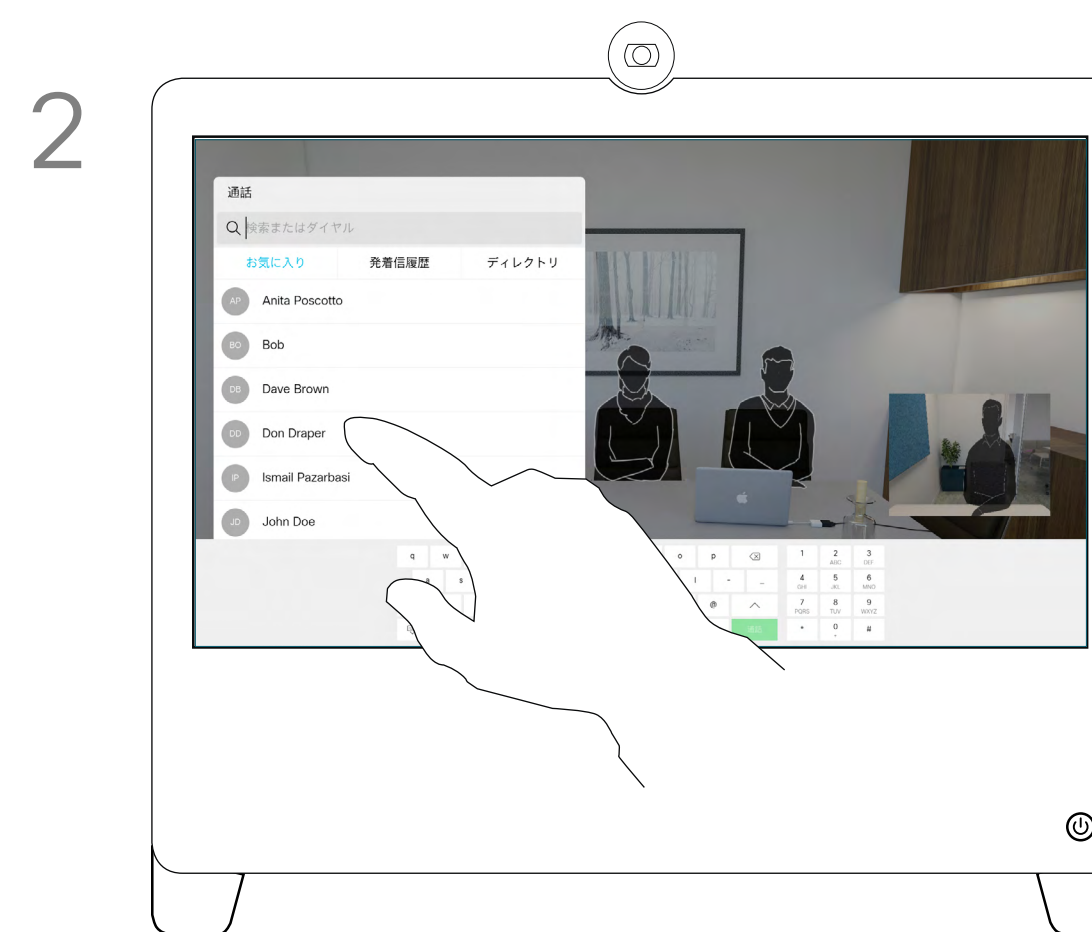 2
通話
検索またはダイヤル
お気に入り 発着信履歴 ディレクトリ
AP Anita Poscotto
BO Bob
DB Dave Brown
DD Don Draper
IP Ismail Pazarbasi
JD John Doe
q w o p 1 2 ABC 3 DEF
a s l - _ 4 GHI 5 JKL 6 MNO
@ 7 PQRS 8 TUV 9 WXYZ
通話 * 0 + #